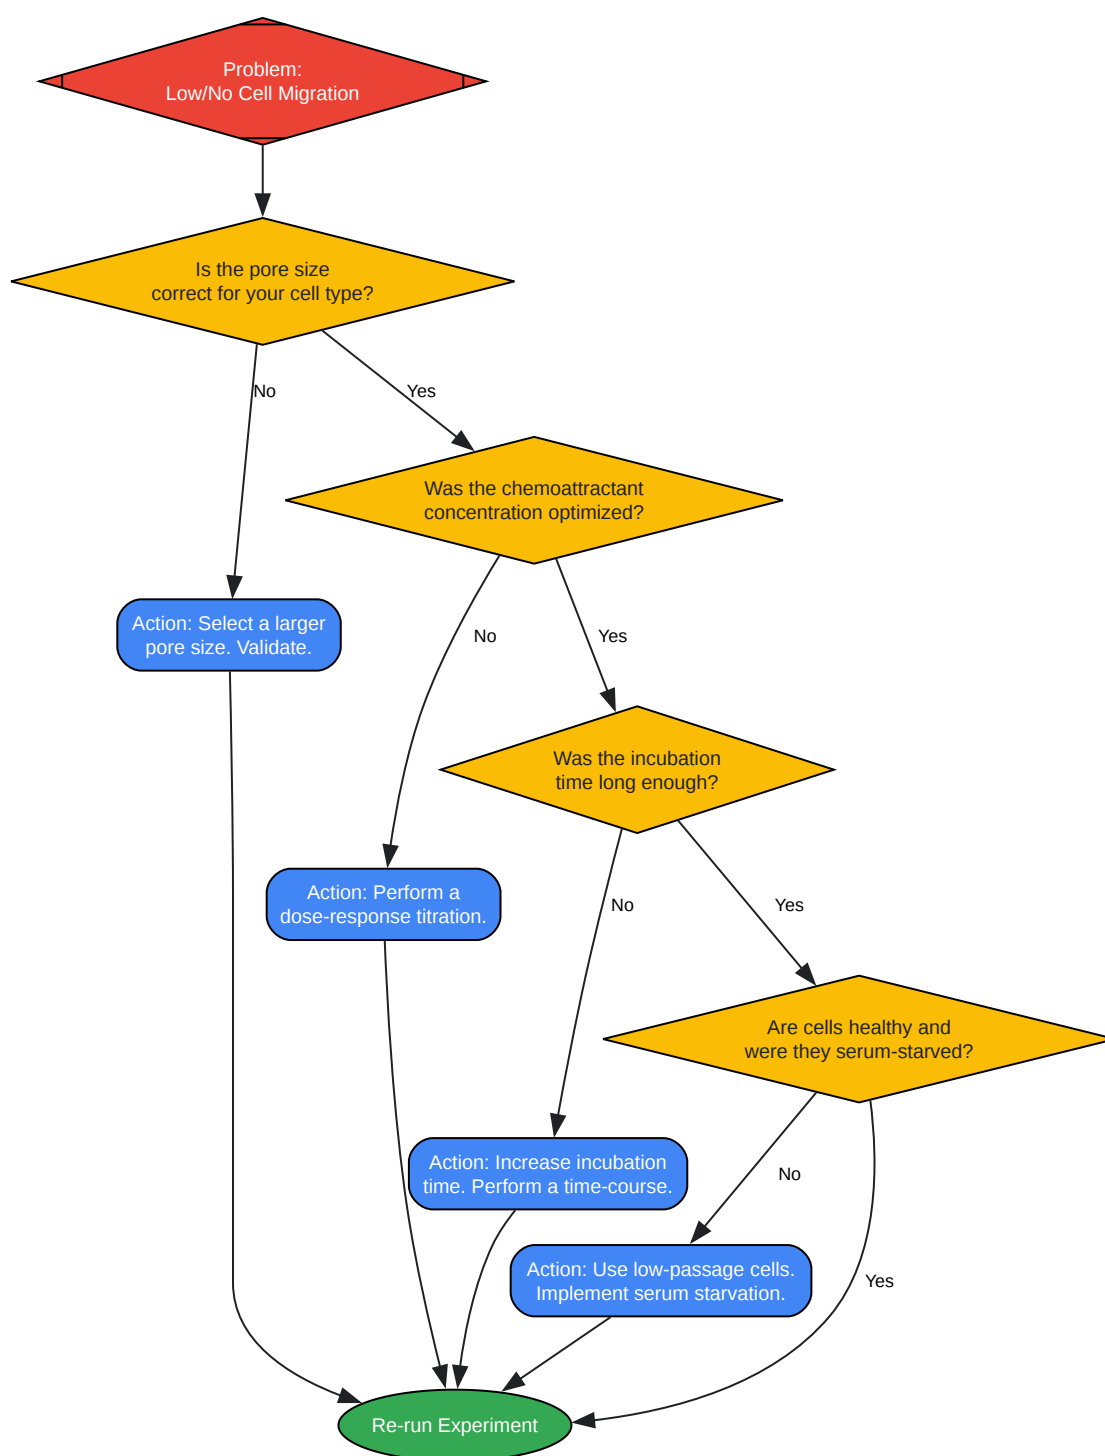 Problem:
Low/No Cell Migration
Is the pore size
correct for your cell type?
No
Yes
Was the chemoattractant
concentration optimized?
Action: Select a larger
pore size. Validate.
No
Yes
Was the incubation
time long enough?
Action: Perform a
dose-response titration.
No
Yes
Are cells healthy and
were they serum-starved?
Action: Increase incubation
time. Perform a time-course.
No
Action: Use low-passage cells.
Implement serum starvation.
Yes
Re-run Experiment